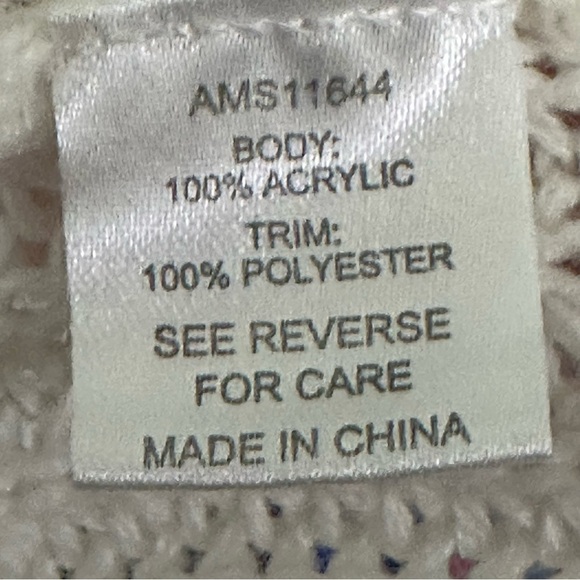 AMS11644
BODY:
100% ACRYLIC
TRIM:
100% POLYESTER
SEE REVERSE
FOR CARE
MADE IN CHINA